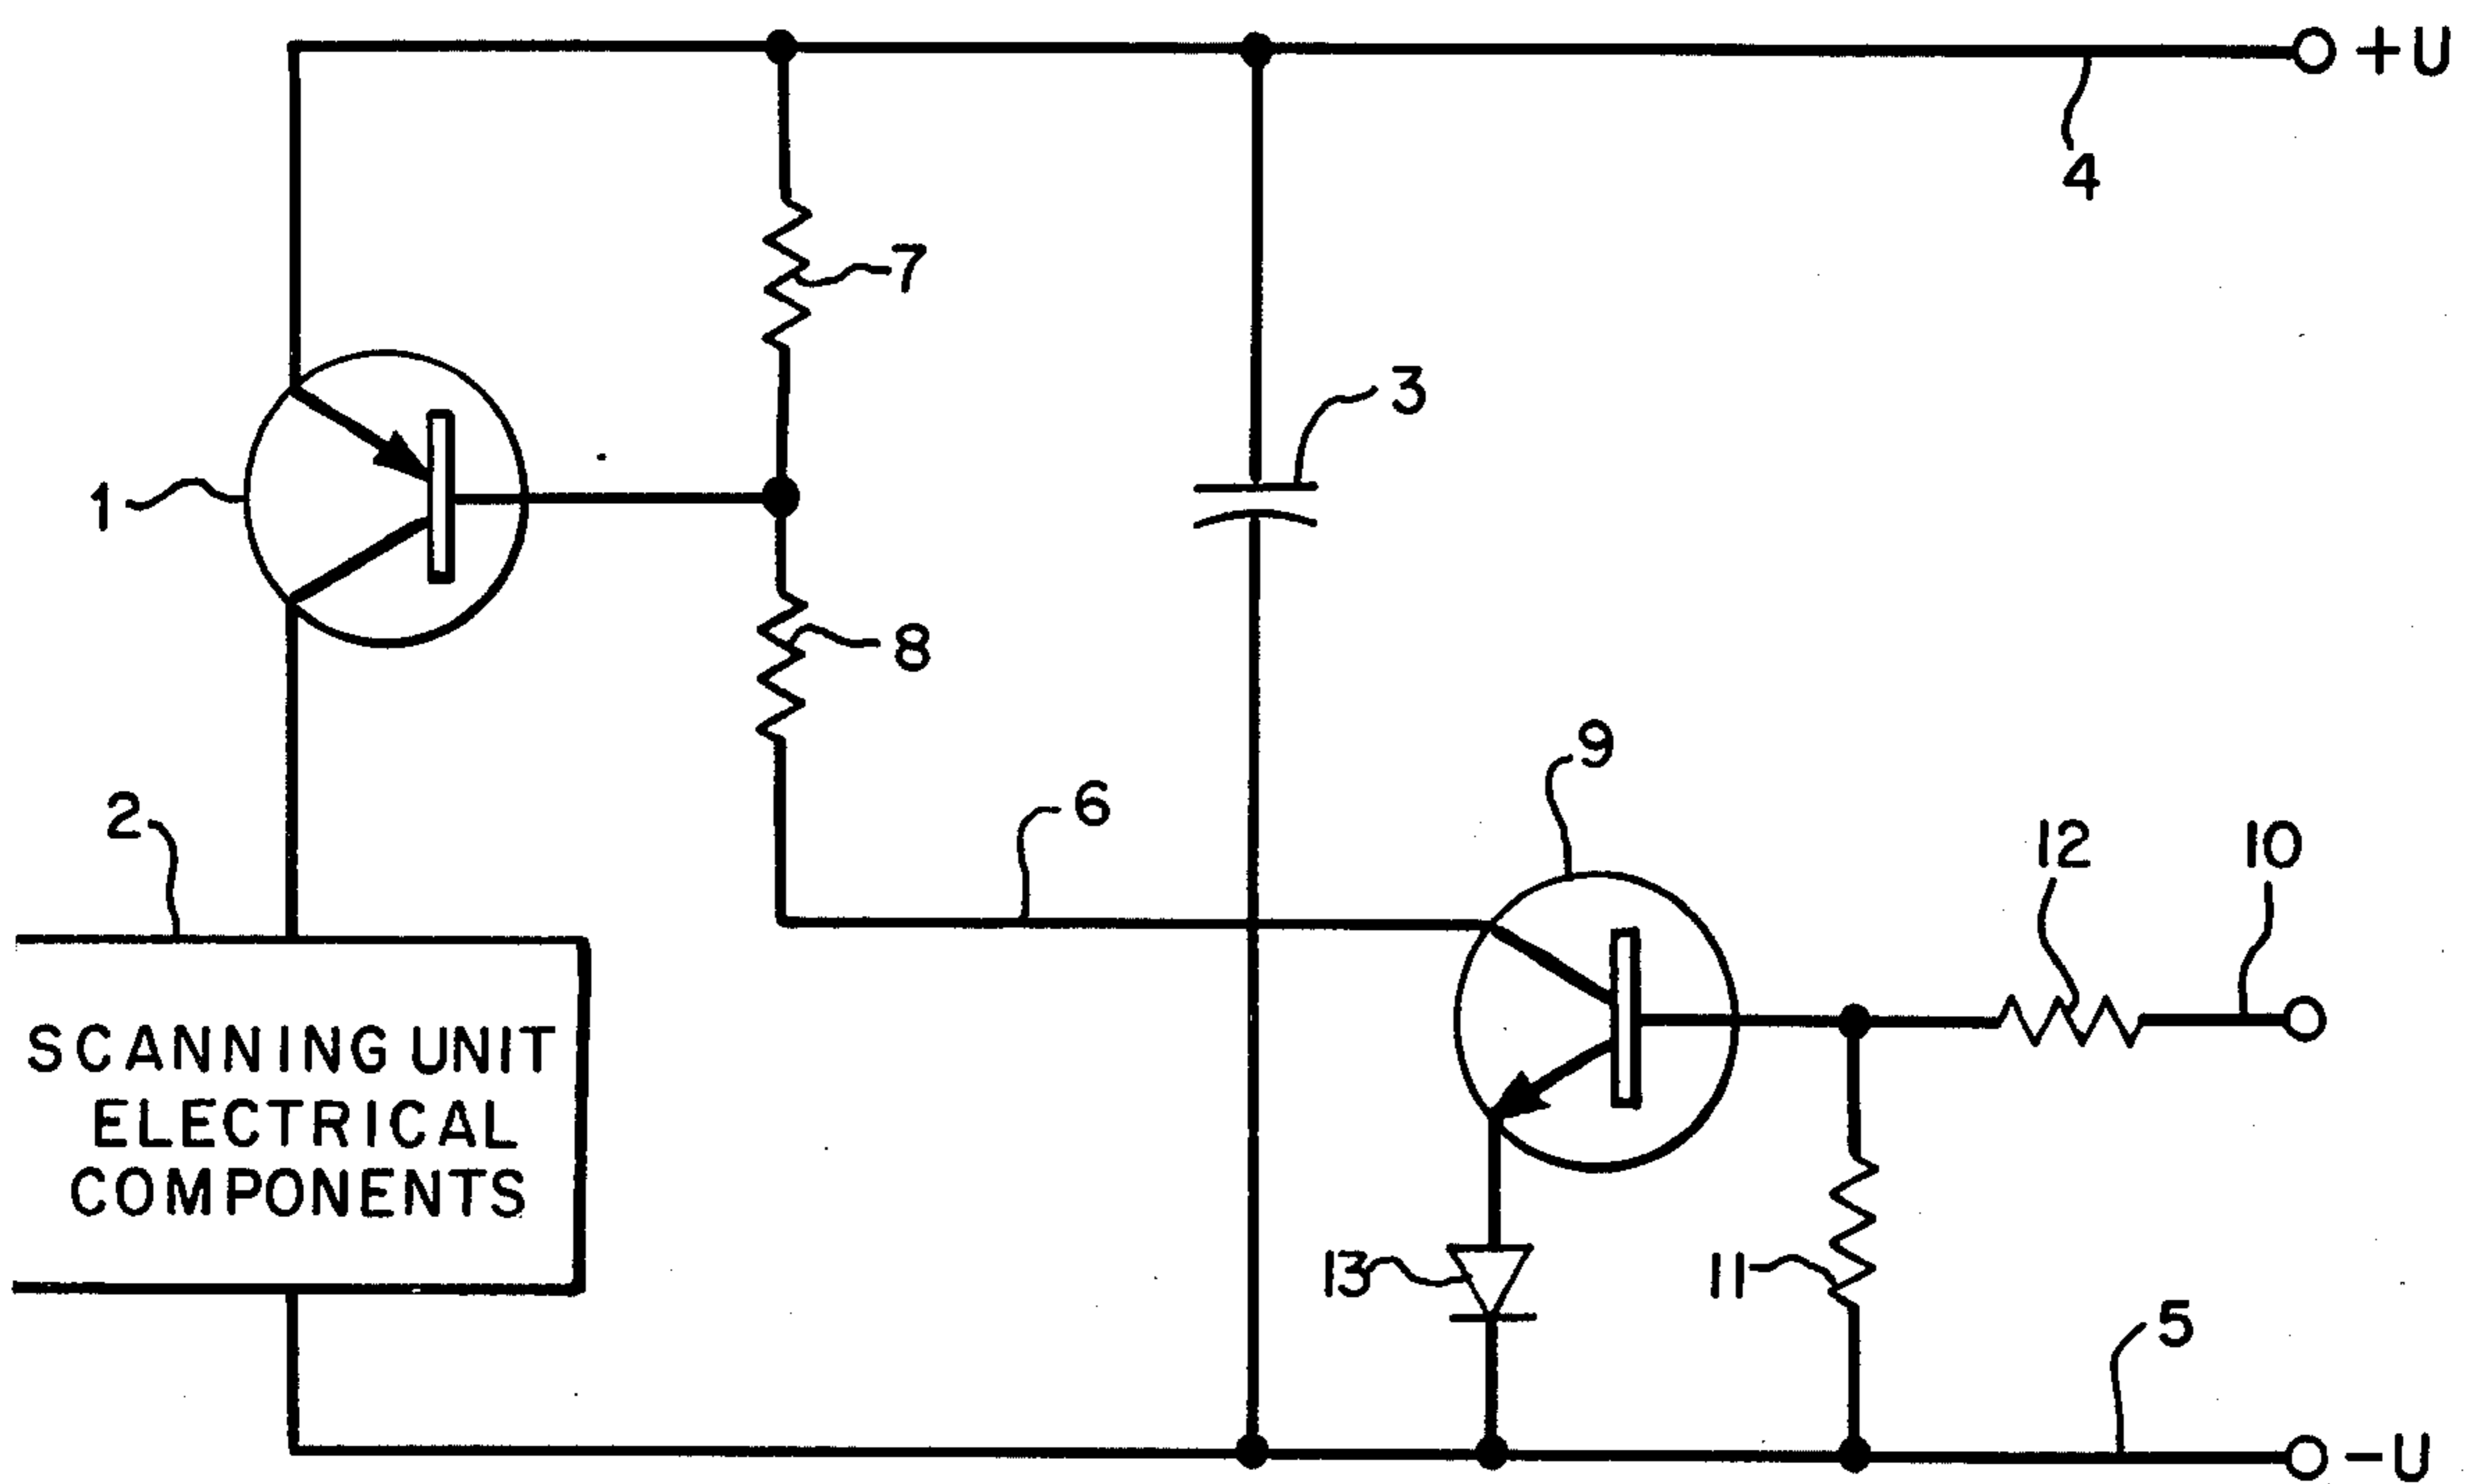 +U
4
7
3
1
8
9
6
2
12
10
SCANNING UNIT
ELECTRICAL
COMPONENTS
13
11
5
-U